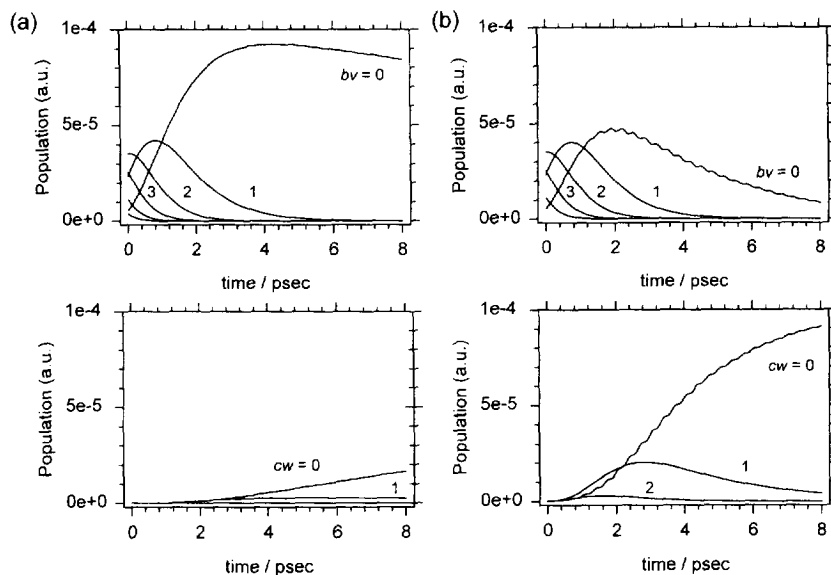 (a)
1e-4
5e-5
0e+0
Population (a.u.)
bv = 0
3
2
1
0
2
4
6
8
time / psec
(b)
1e-4
5e-5
0e+0
Population (a.u.)
bv = 0
3
2
1
0
2
4
6
8
time / psec
1e-4
5e-5
0e+0
Population (a.u.)
cw = 0
1
0
2
4
6
8
time / psec
1e-4
5e-5
0e+0
Population (a.u.)
cw = 0
1
2
0
2
4
6
8
time / psec